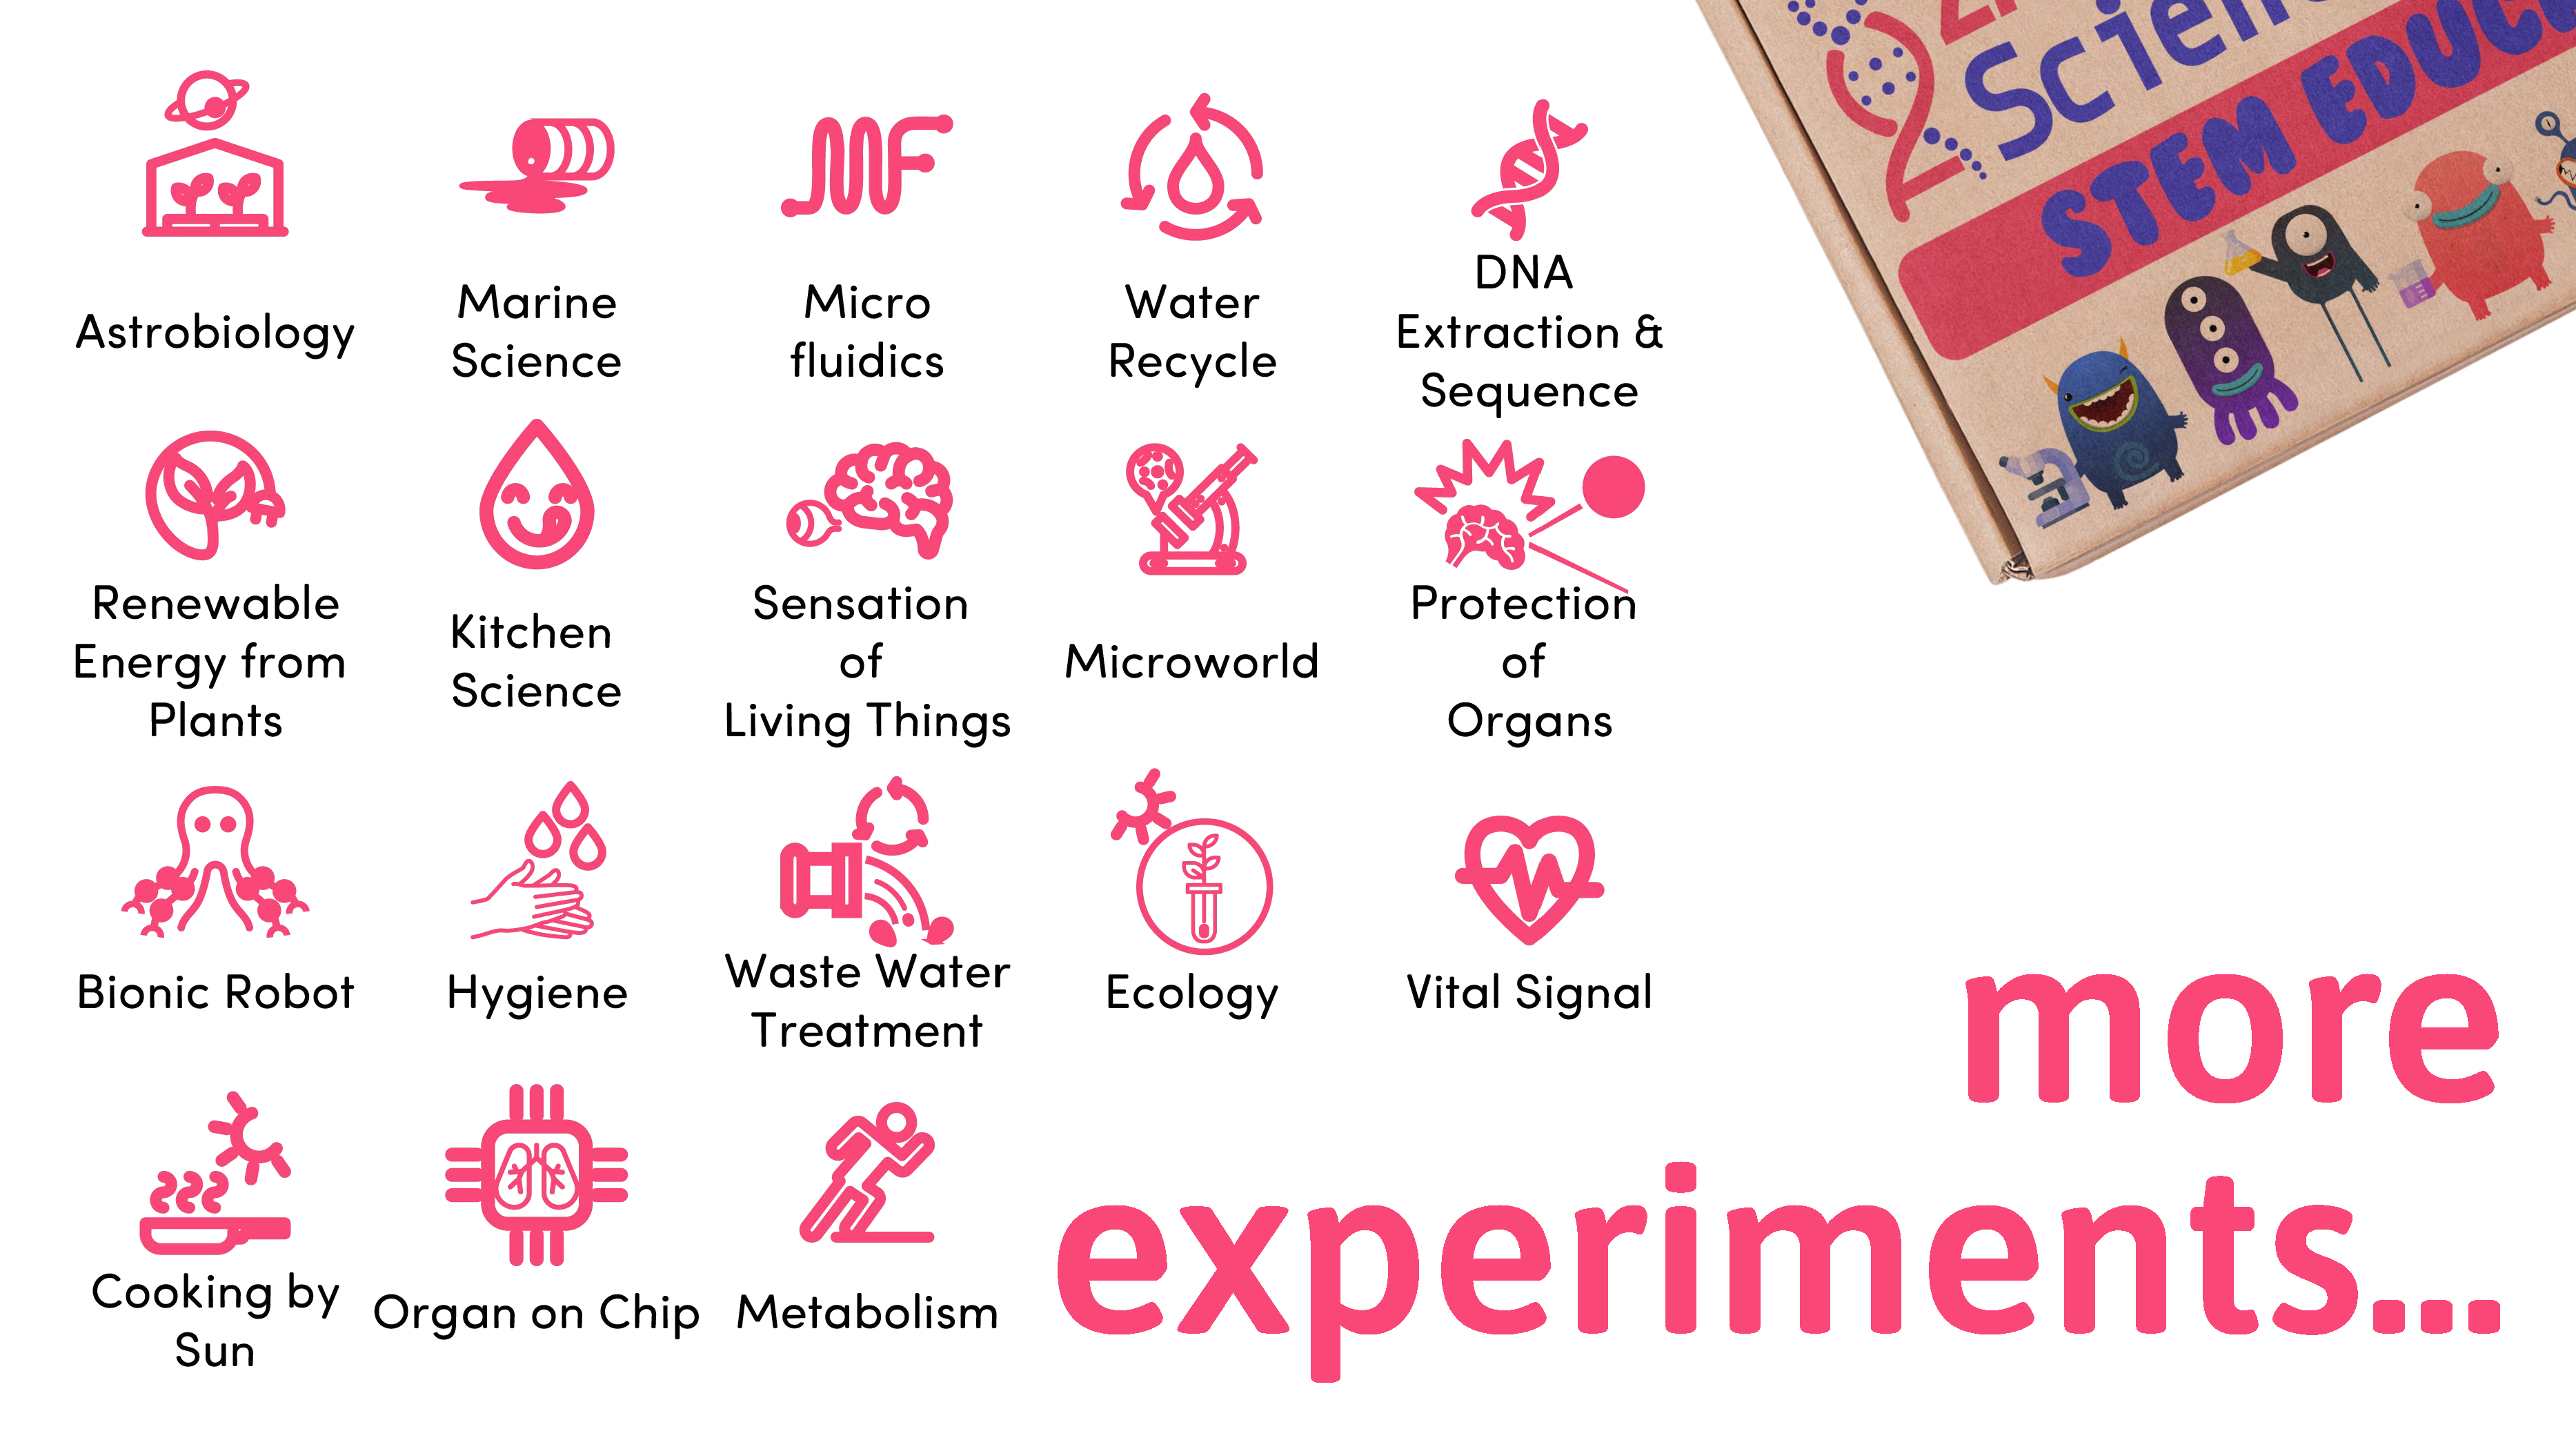 Astrobiology
Marine
Science
Micro
fluidics
Water
Recycle
DNA
Extraction &
Sequence
Renewable
Energy from
Plants
Kitchen
Science
Sensation
of
Living Things
Microworld
Protection
of
Organs
Bionic Robot
Hygiene
Waste Water
Treatment
Ecology
Vital Signal
Cooking by
Sun
Organ on Chip
Metabolism
more
experiments...
STEM